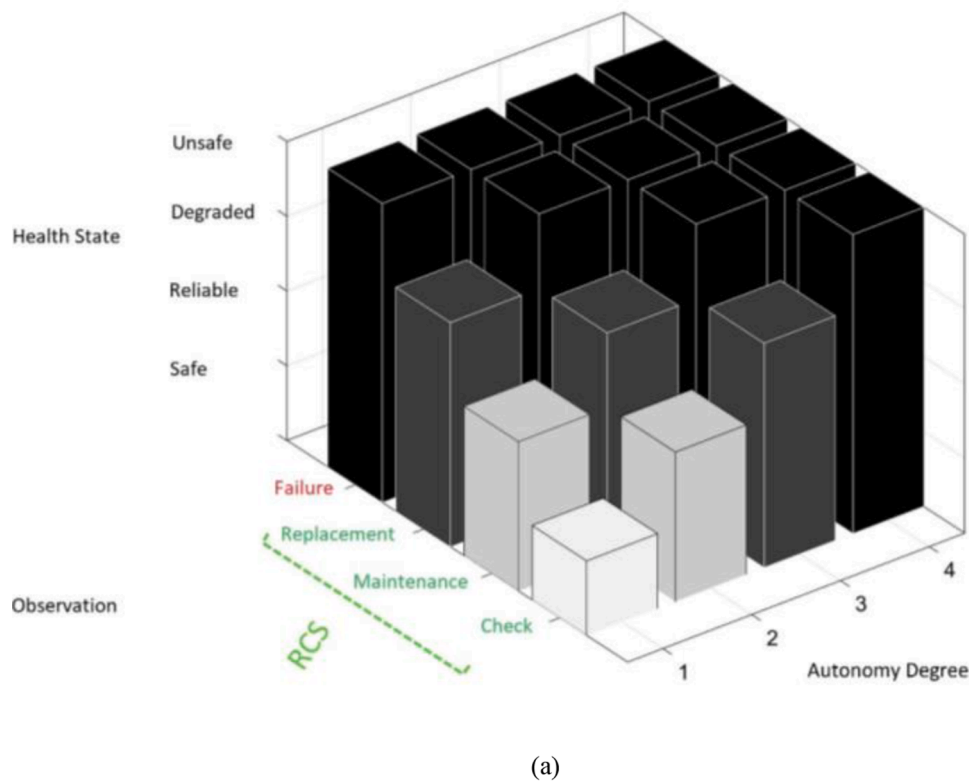 Unsafe
Degraded
Health State
Reliable
Safe
Failure
Replacement
Maintenance
Observation
Check
RCS
1
2
3
4
Autonomy Degree
(a)